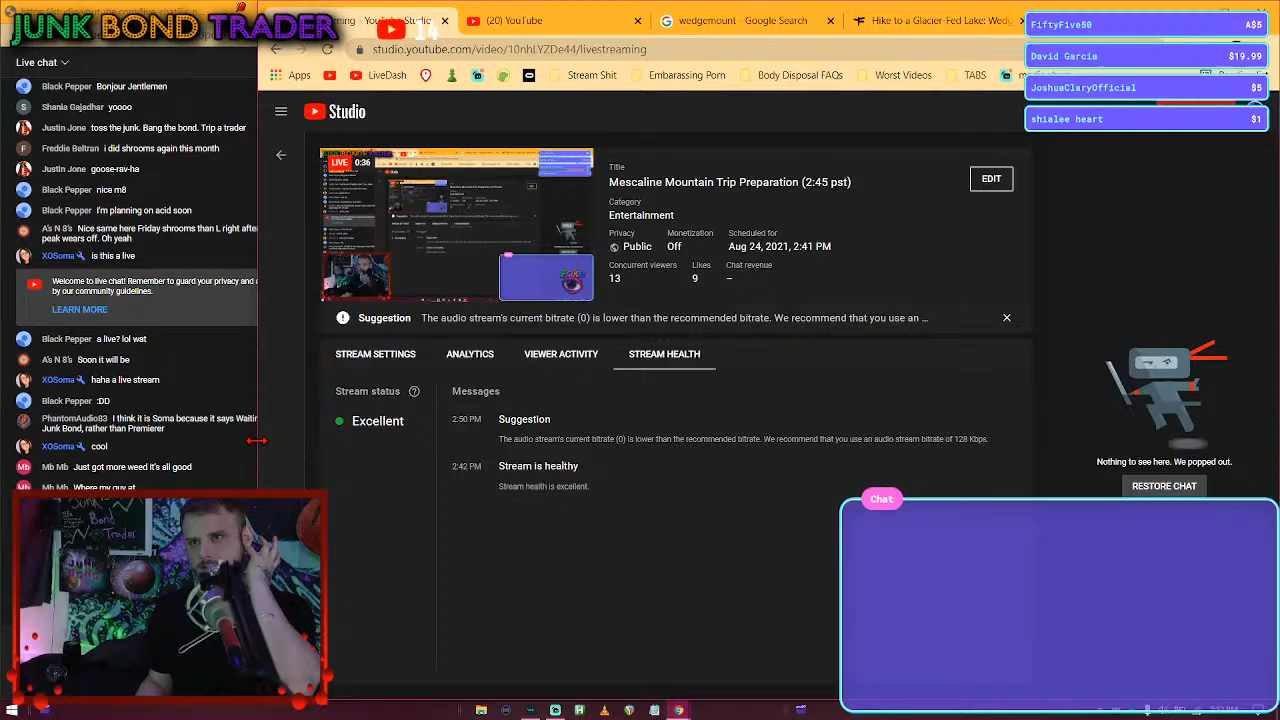 JUNK BOND TRADER
14
Live chat
Black Pepper Bonjour Jentlemen
Shania Gajadhar yoooo
Justin Jone toss the junk. Bang the bond. Trip a trader
Freddie Beltran i did shrooms again this month
Justin Jone goose-ra-ha
Black Pepper nice m8
Black Pepper I'm planning on acid soon
A's n 8's Nice same here Friday shrooms than L right after
peak wears off. Oh yeah
XOSoma is this a live
Welcome to live chat! Remember to guard your privacy and
by our community guidelines.
LEARN MORE
Black Pepper a live? lol wat
A's n 8's Soon it will be
XOSoma haha a live stream
Black Pepper :DD
PhantomAudio83 I think it is Soma because it says Waitin
Junk Bond, rather than Premierer
XOSoma cool
Mb Mb Just got more weed it's all good
Mb Mb Where my guy at
YouTube Studio
(20) YouTube
wedgemount - Google Search
Hike to a Glacier-Fed Lake: Wedg
studio.youtube.com/video/10nhLYZDe44/livestreaming
Apps
LiveDash
Stream Shit
Embarassing Porn
Body Disposal FAQs
Worst Videos
TABS
FiftyFive50 A$5
David Garcia $19.99
JoshuaClaryOfficial $5
shialee heart $1
Studio
LIVE 0:36
Title
(2:45 pst)
EDIT
Privacy
Public
Monetization
Off
Aug 24, 2021, 2:41 PM
Concurrent viewers
13
Likes
9
Chat revenue
–
Suggestion The audio stream's current bitrate (0) is lower than the recommended bitrate. We recommend that you use an ...
STREAM SETTINGS
ANALYTICS
VIEWER ACTIVITY
STREAM HEALTH
Stream status
Excellent
Messages
2:50 PM Suggestion
The audio stream's current bitrate (0) is lower than the recommended bitrate. We recommend that you use an audio stream bitrate of 128 Kbps.
2:42 PM Stream is healthy
Stream health is excellent.
Nothing to see here. We popped out.
RESTORE CHAT
Chat
Bond
Trader